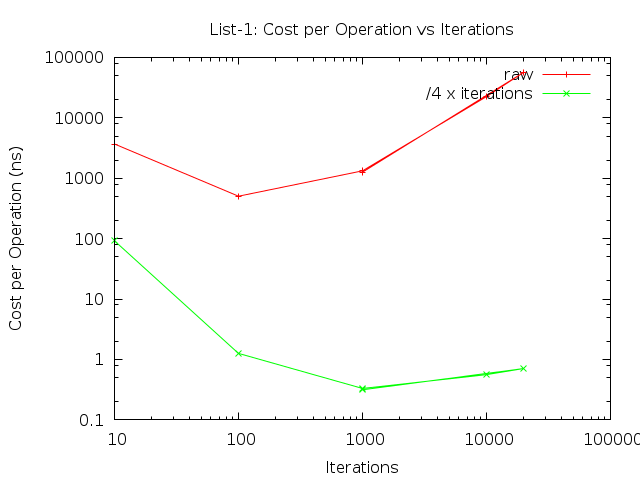 List-1: Cost per Operation vs Iterations
100000
10000
1000
100
10
1
0.1
Cost per Operation (ns)
raw
/4 x iterations
10 100 1000 10000 100000
Iterations